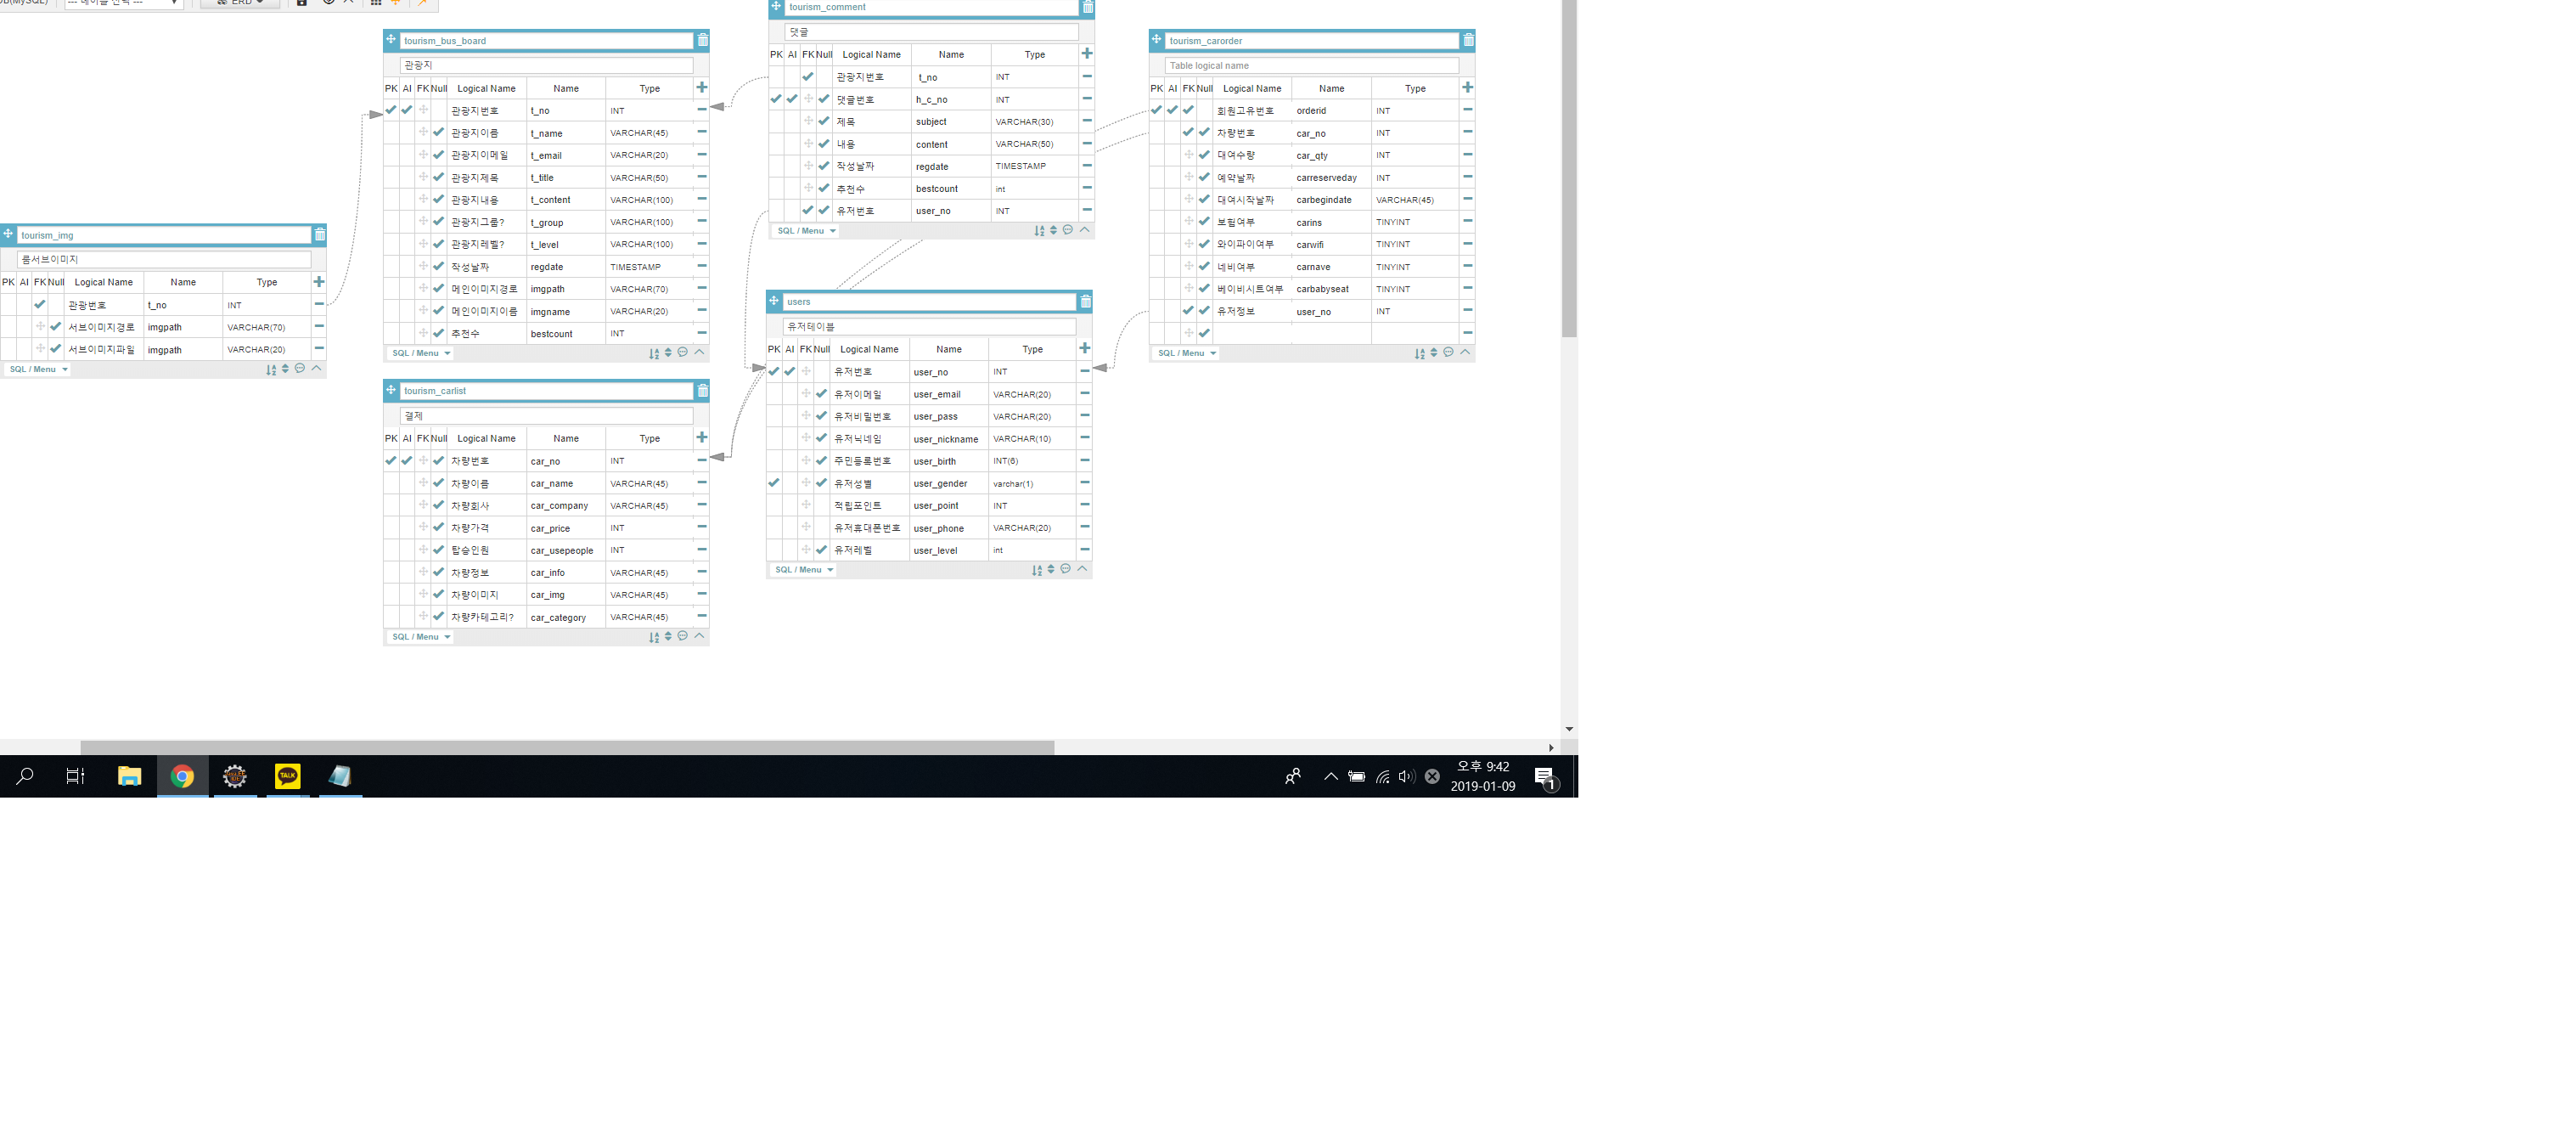 DB(MySQL) --- 테이블 선택 --- ERD
tourism_img
룸서브이미지
PK AI FK Null Logical Name Name Type
관광번호 t_no INT
서브이미지경로 imgpath VARCHAR(70)
서브이미지파일 imgpath VARCHAR(20)
SQL / Menu
tourism_bus_board
관광지
PK AI FK Null Logical Name Name Type
관광지번호 t_no INT
관광지이름 t_name VARCHAR(45)
관광지이메일 t_email VARCHAR(20)
관광지제목 t_title VARCHAR(50)
관광지내용 t_content VARCHAR(100)
관광지그룹? t_group VARCHAR(100)
관광지레벨? t_level VARCHAR(100)
작성날짜 regdate TIMESTAMP
메인이미지경로 imgpath VARCHAR(70)
메인이미지이름 imgname VARCHAR(20)
추천수 bestcount INT
SQL / Menu
tourism_carlist
결제
PK AI FK Null Logical Name Name Type
차량번호 car_no INT
차량이름 car_name VARCHAR(45)
차량회사 car_company VARCHAR(45)
차량가격 car_price INT
탑승인원 car_usepeople INT
차량정보 car_info VARCHAR(45)
차량이미지 car_img VARCHAR(45)
차량카테고리? car_category VARCHAR(45)
SQL / Menu
tourism_comment
댓글
PK AI FK Null Logical Name Name Type
관광지번호 t_no INT
댓글번호 h_c_no INT
제목 subject VARCHAR(30)
내용 content VARCHAR(50)
작성날짜 regdate TIMESTAMP
추천수 bestcount int
유저번호 user_no INT
SQL / Menu
users
유저테이블
PK AI FK Null Logical Name Name Type
유저번호 user_no INT
유저이메일 user_email VARCHAR(20)
유저비밀번호 user_pass VARCHAR(20)
유저닉네임 user_nickname VARCHAR(10)
주민등록번호 user_birth INT(6)
유저성별 user_gender varchar(1)
적립포인트 user_point INT
유저휴대폰번호 user_phone VARCHAR(20)
유저레벨 user_level int
SQL / Menu
tourism_carorder
Table logical name
PK AI FK Null Logical Name Name Type
회원고유번호 orderid INT
차량번호 car_no INT
대여수량 car_qty INT
예약날짜 carreserveday INT
대여시작날짜 carbegindate VARCHAR(45)
보험여부 carins TINYINT
와이파이여부 carwifi TINYINT
네비여부 carnave TINYINT
베이비시트여부 carbabyseat TINYINT
유저정보 user_no INT
SQL / Menu
TALK
오후 9:42
2019-01-09
1